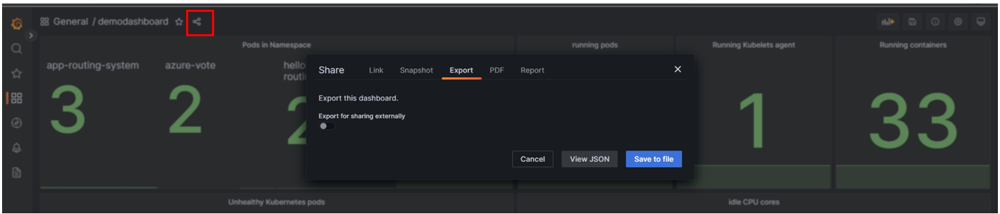 General / demodashboard
Pods in Namespace
running pods
Running Kubelets agent
Running containers
app-routing-system
azure-vote
hello
routi
3
2
2
1
33
Share
Link
Snapshot
Export
PDF
Report
Export this dashboard.
Export for sharing externally
Cancel
View JSON
Save to file
Unhealthy Kubernetes pods
idle CPU cores